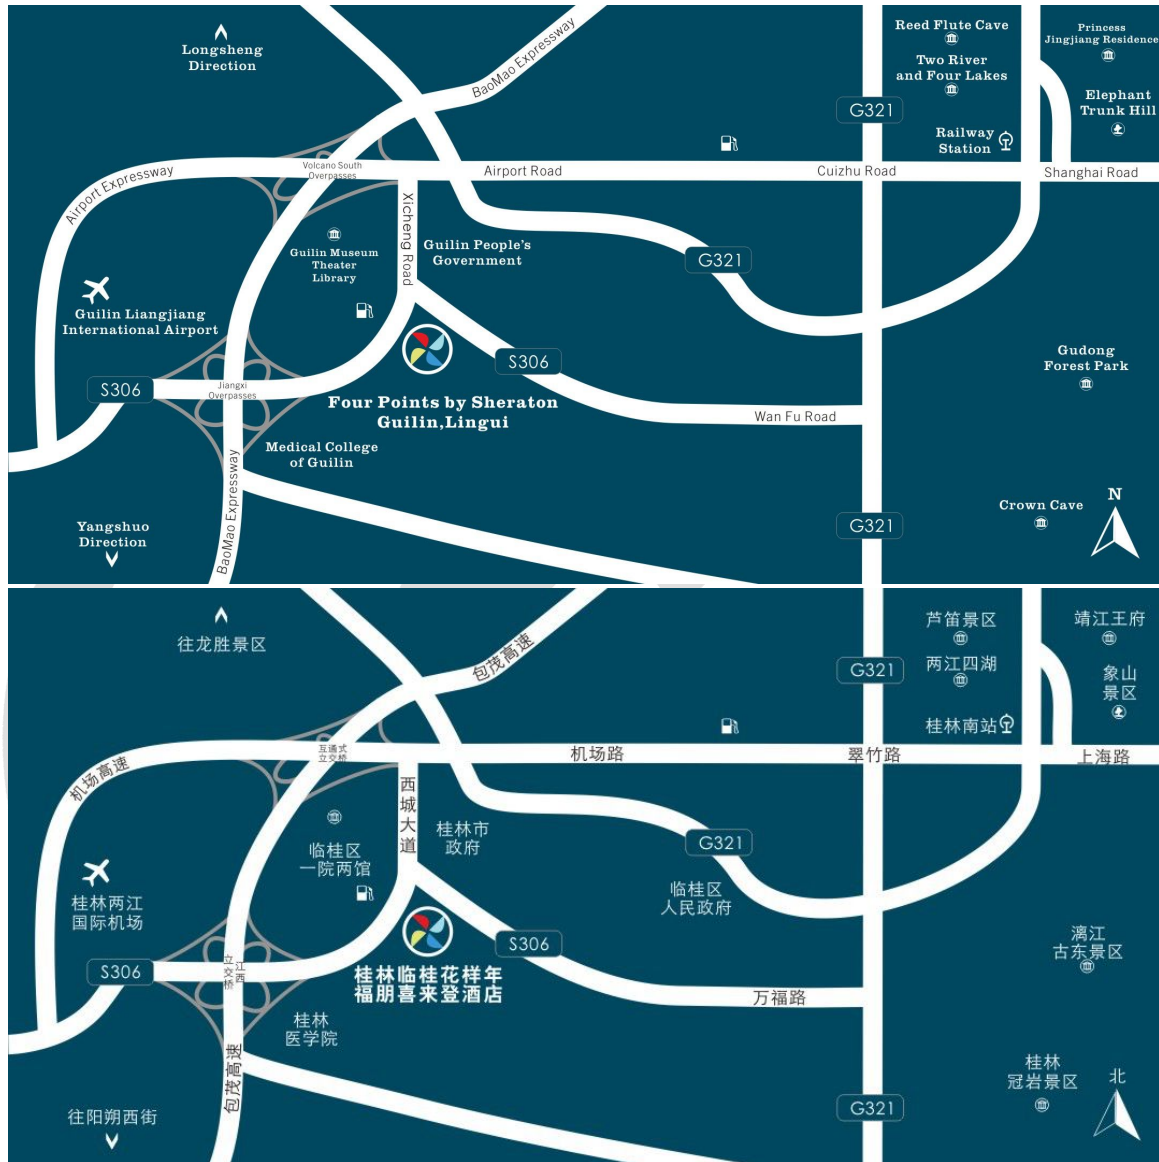 Longsheng
Direction
BaoMao Expressway
G321
Reed Flute Cave
Two River
and Four Lakes
Railway
Station
Princess
Jingjiang Residence
Elephant
Trunk Hill
Airport Expressway
Volcano South
Overpasses
Airport Road
Cuizhu Road
Shanghai Road
Xicheng Road
Guilin Museum
Theater
Library
Guilin People's
Government
G321
Guilin Liangjiang
International Airport
S306
Jiangxi
Overpasses
S306
Four Points by Sheraton
Guilin,Lingui
Gudong
Forest Park
Wan Fu Road
Medical College
of Guilin
BaoMao Expressway
Yangshuo
Direction
G321
Crown Cave
N
往龙胜景区
包茂高速
G321
芦笛景区
两江四湖
桂林南站
靖江王府
象山
景区
机场高速
互通式
立交桥
机场路
翠竹路
上海路
西城大道
临桂区
一院两馆
桂林市
政府
G321
临桂区
人民政府
桂林两江
国际机场
S306
江西
立交桥
S306
桂林临桂花样年
福朋喜来登酒店
漓江
古东景区
万福路
桂林
医学院
包茂高速
往阳朔西街
G321
桂林
冠岩景区
北